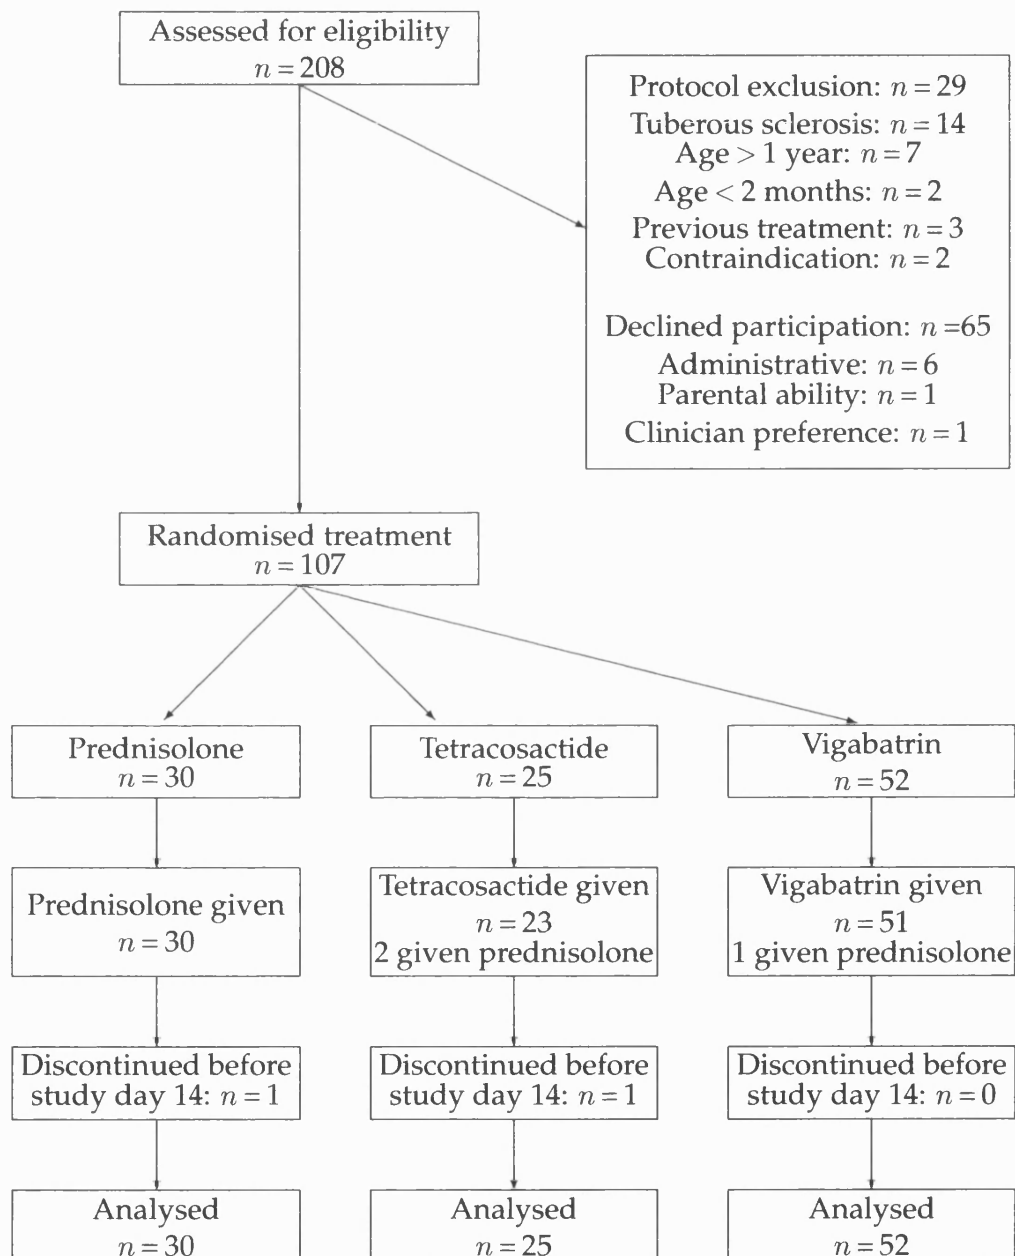 Assessed for eligibility
n = 208
Protocol exclusion: n = 29
Tuberous sclerosis: n = 14
Age > 1 year: n = 7
Age < 2 months: n = 2
Previous treatment: n = 3
Contraindication: n = 2
Declined participation: n =65
Administrative: n = 6
Parental ability: n = 1
Clinician preference: n = 1
Randomised treatment
n = 107
Prednisolone
n = 30
Tetracosactide
n = 25
Vigabatrin
n = 52
Prednisolone given
n = 30
Tetracosactide given
n = 23
2 given prednisolone
Vigabatrin given
n = 51
1 given prednisolone
Discontinued before
study day 14: n = 1
Discontinued before
study day 14: n = 1
Discontinued before
study day 14: n = 0
Analysed
n = 30
Analysed
n = 25
Analysed
n = 52